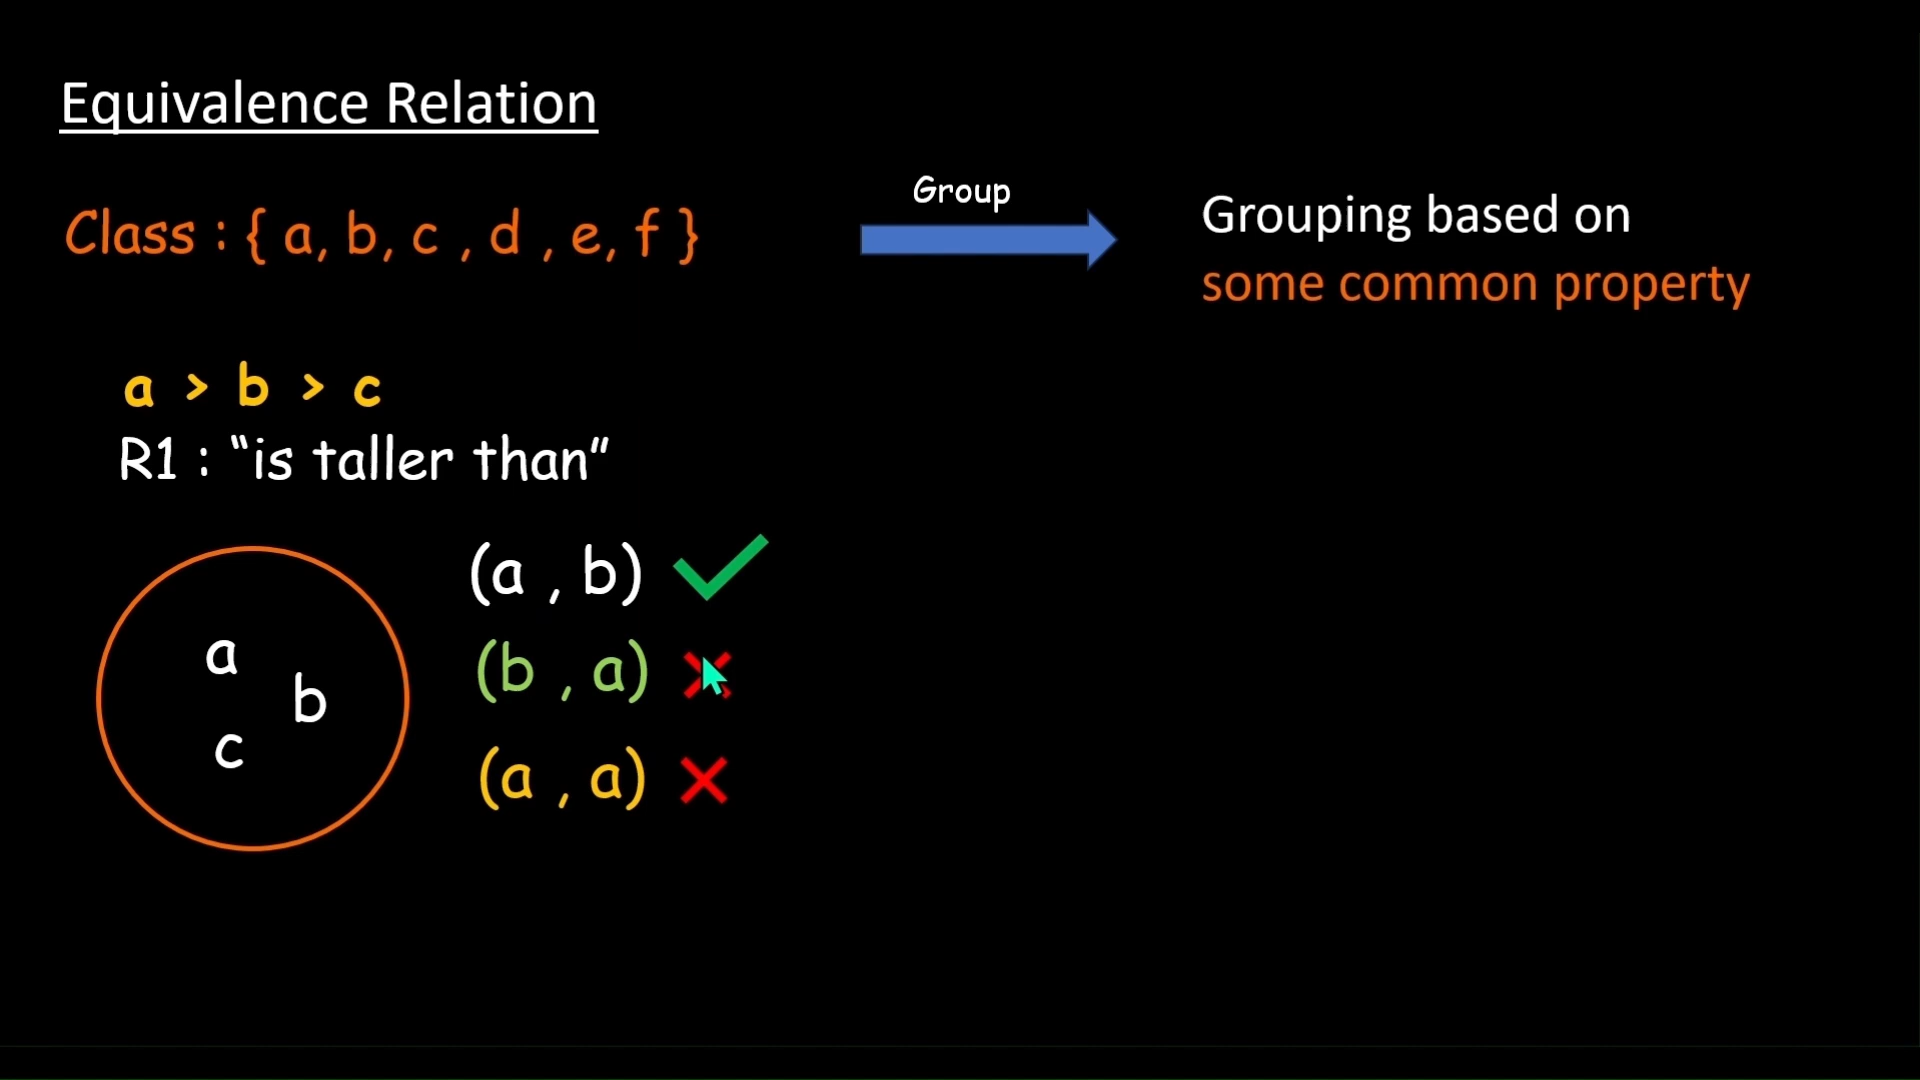 Equivalence Relation
Class : { a, b, c , d , e, f }
Group
Grouping based on
some common property
a > b > c
R1 : “is taller than”
(a , b)
(b , a)
(a , a)
a
b
c